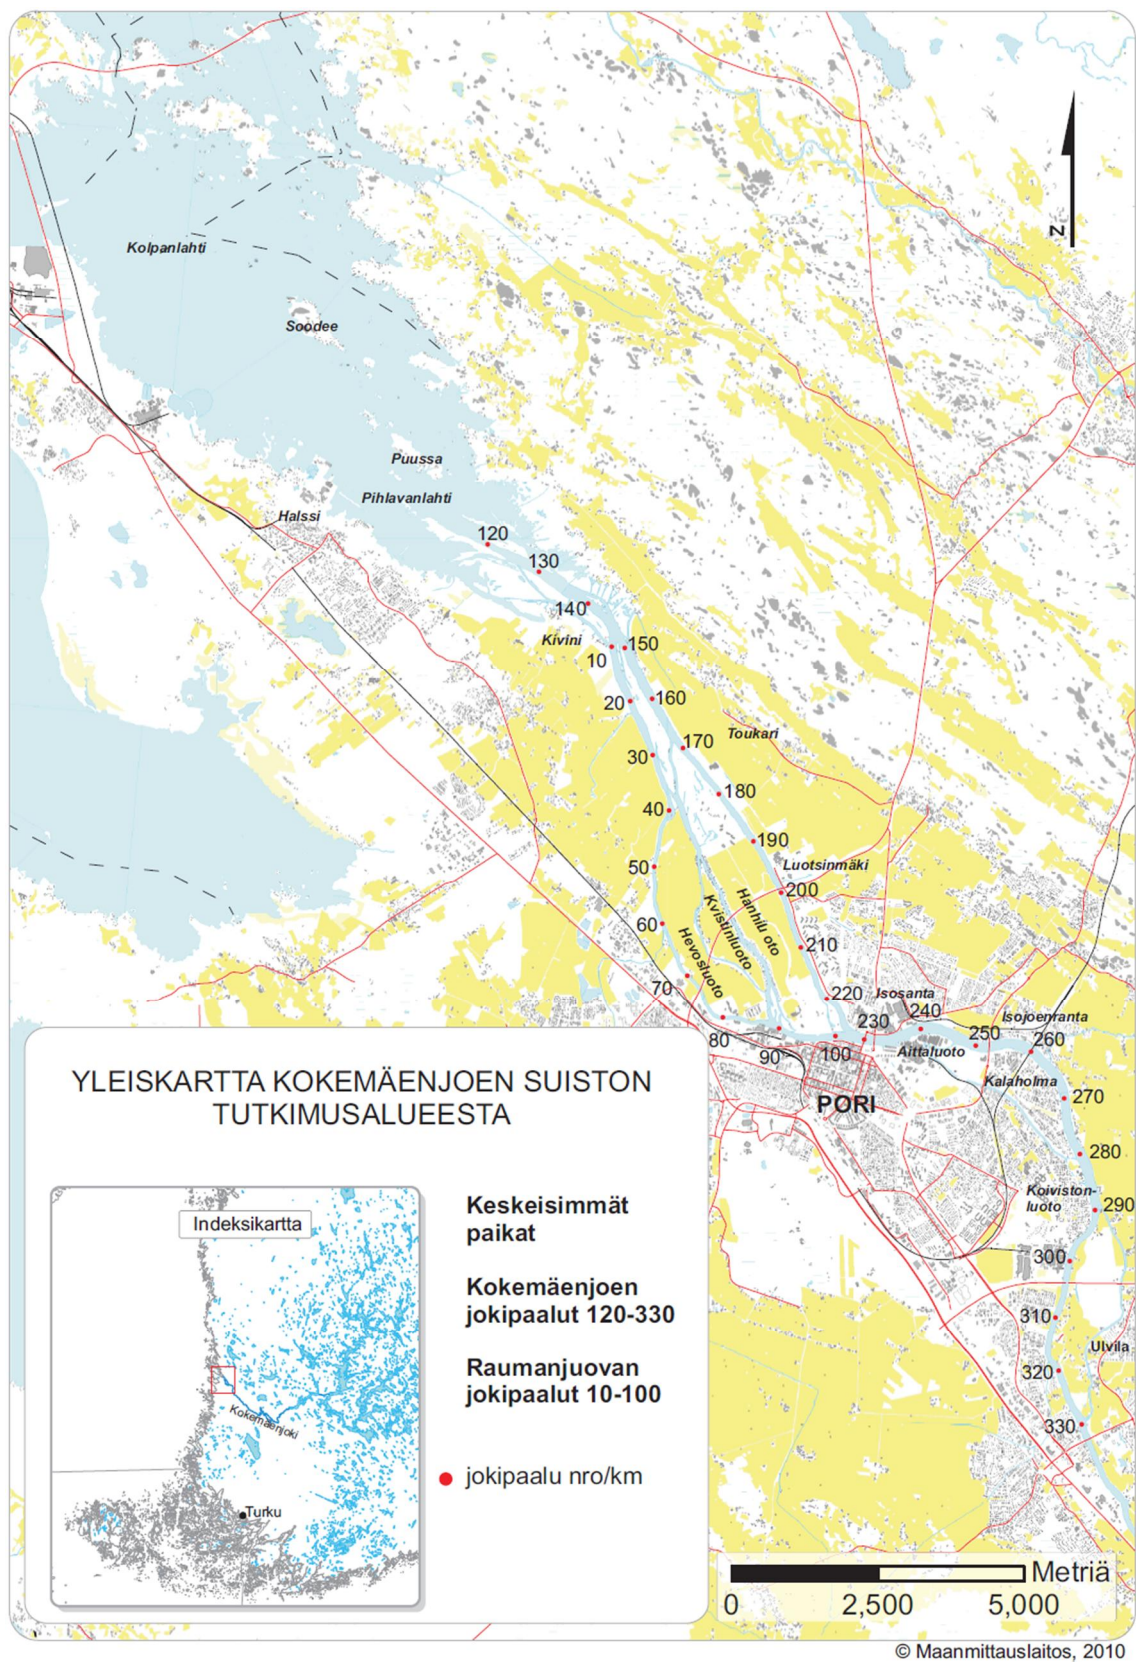 Kolpanlahti
Soodee
Puussa
Pihlavanlahti
Halssi
120
130
140
Kivini
10
150
20
160
170
Toukari
30
180
40
190
Luotsinmäki
50
200
Hanhiluoto
Kvistinluoto
Hevosluoto
60
210
70
220
Isosanta
230
240
Isojoenranta
80
90
100
Aittaluoto
250
260
Kalaholma
PORI
270
280
Koiviston-
luoto
290
300
310
Ulvila
320
330
N
YLEISKARTTA KOKEMÄENJOEN SUISTON
TUTKIMUSALUEESTA
Indeksikartta
Kokemäenjoki
Turku
Keskeisimmät
paikat
Kokemäenjoen
jokipaalut 120-330
Raumanjuovan
jokipaalut 10-100
jokipaalu nro/km
Metriä
0 2,500 5,000
© Maanmittauslaitos, 2010